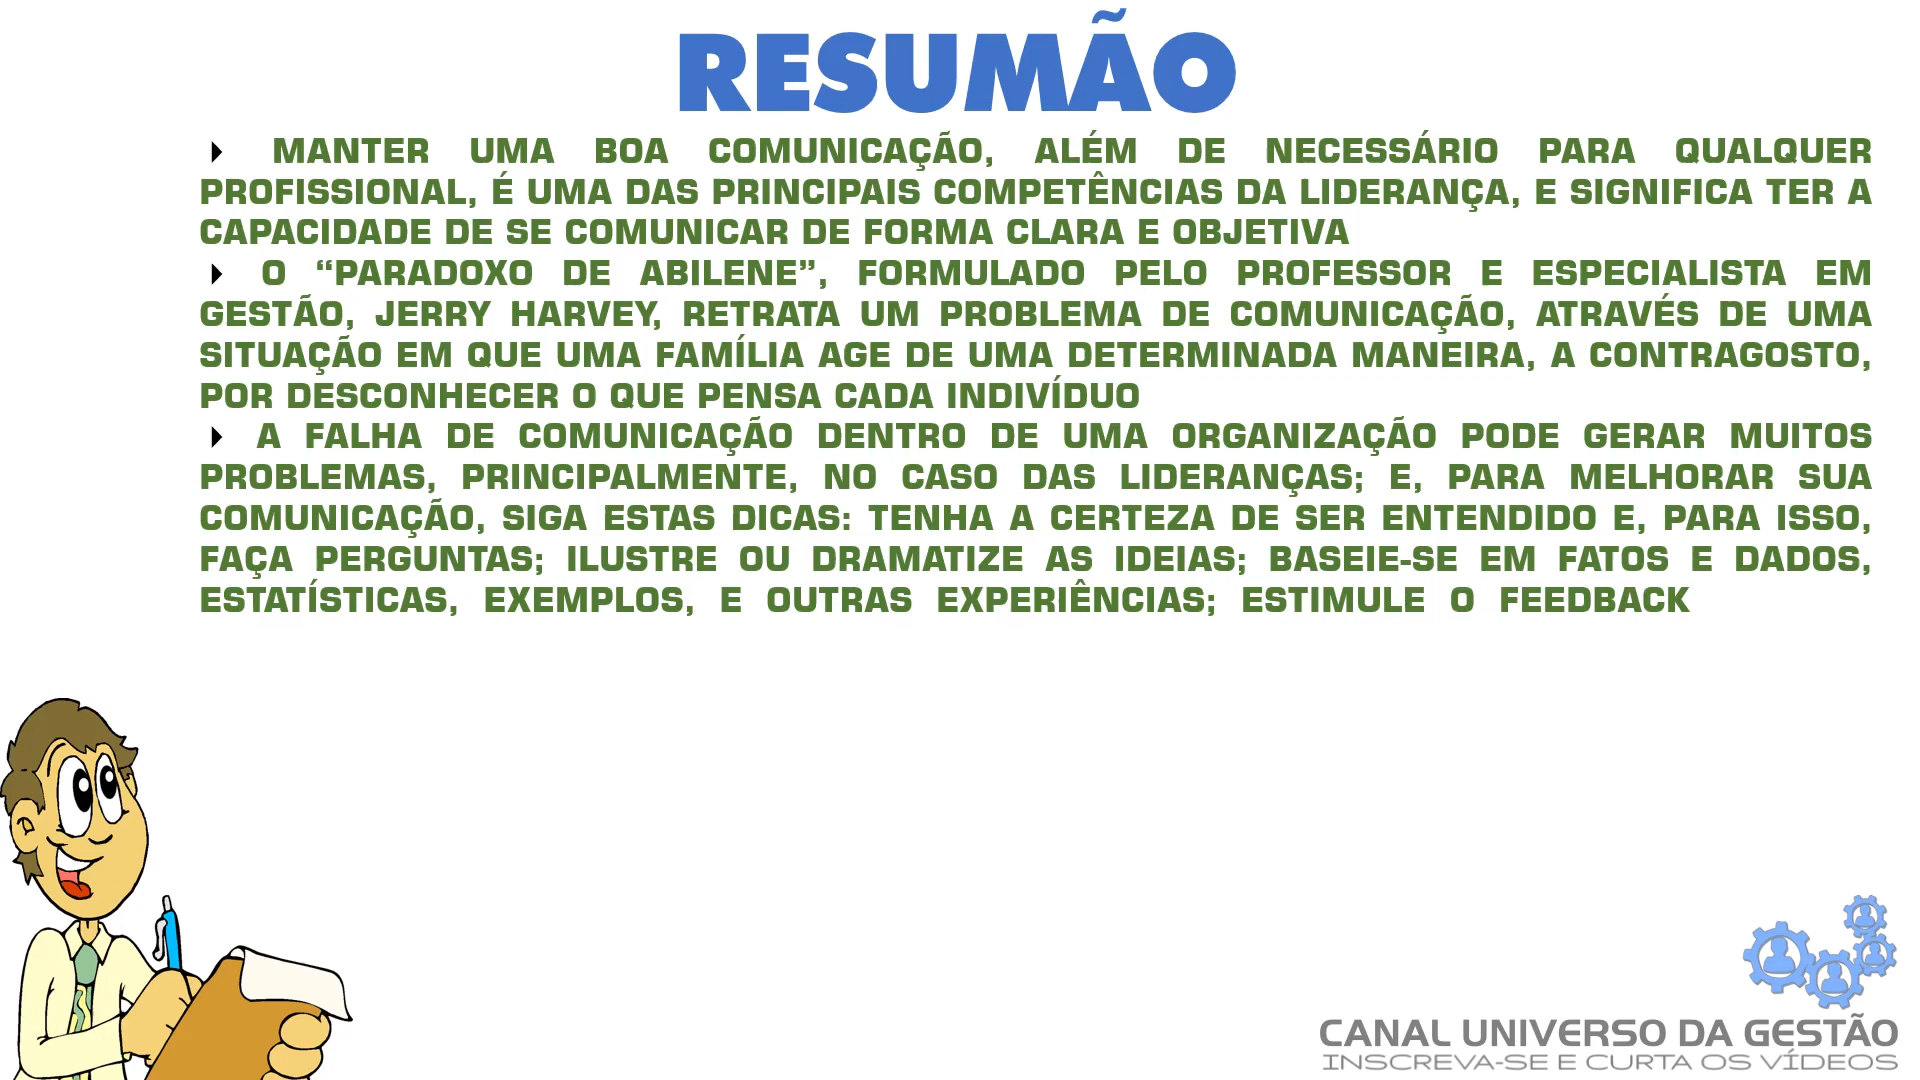 RESUMÃO
MANTER UMA BOA COMUNICAÇÃO, ALÉM DE NECESSÁRIO PARA QUALQUER
PROFISSIONAL, É UMA DAS PRINCIPAIS COMPETÊNCIAS DA LIDERANÇA, E SIGNIFICA TER A
CAPACIDADE DE SE COMUNICAR DE FORMA CLARA E OBJETIVA
O “PARADOXO DE ABILENE”, FORMULADO PELO PROFESSOR E ESPECIALISTA EM
GESTÃO, JERRY HARVEY, RETRATA UM PROBLEMA DE COMUNICAÇÃO, ATRAVÉS DE UMA
SITUAÇÃO EM QUE UMA FAMÍLIA AGE DE UMA DETERMINADA MANEIRA, A CONTRAGOSTO,
POR DESCONHECER O QUE PENSA CADA INDIVÍDUO
A FALHA DE COMUNICAÇÃO DENTRO DE UMA ORGANIZAÇÃO PODE GERAR MUITOS
PROBLEMAS, PRINCIPALMENTE, NO CASO DAS LIDERANÇAS; E, PARA MELHORAR SUA
COMUNICAÇÃO, SIGA ESTAS DICAS: TENHA A CERTEZA DE SER ENTENDIDO E, PARA ISSO,
FAÇA PERGUNTAS; ILUSTRE OU DRAMATIZE AS IDEIAS; BASEIE-SE EM FATOS E DADOS,
ESTATÍSTICAS, EXEMPLOS, E OUTRAS EXPERIÊNCIAS; ESTIMULE O FEEDBACK
CANAL UNIVERSO DA GESTÃO
INSCREVA-SE E CURTA OS VÍDEOS